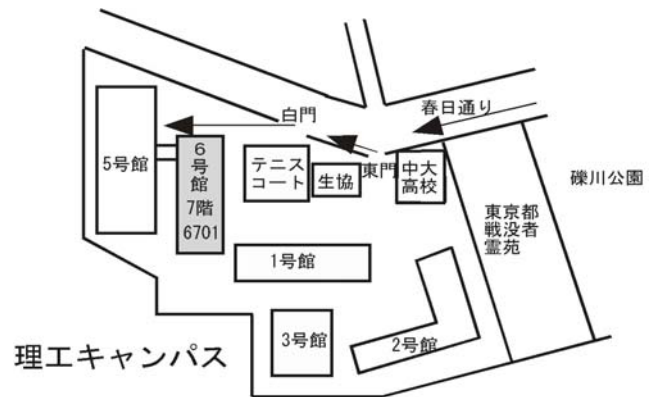 春日通り
白門
東門
5号館
6
号
館
7階
6701
テニス
コート
生協
中大
高校
礫川公園
東京都
戦没者
霊苑
1号館
3号館
2号館
理工キャンパス